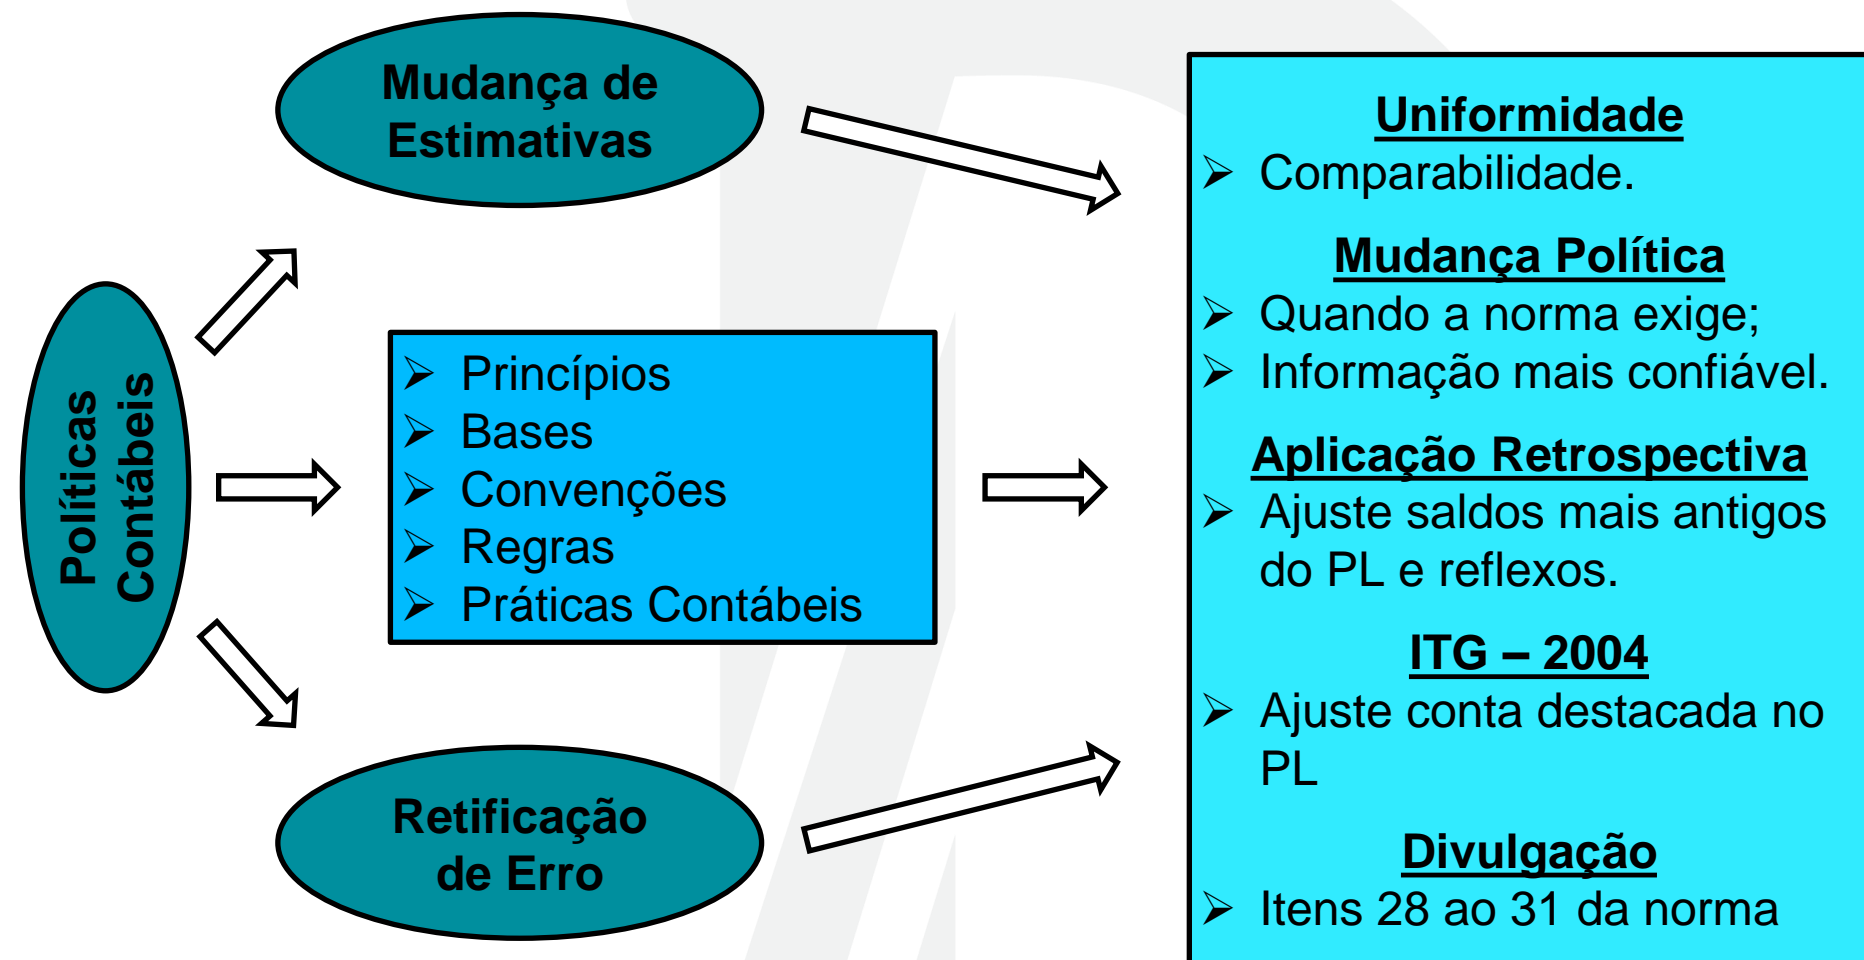 Políticas
Contábeis
Mudança de
Estimativas
➢ Princípios
➢ Bases
➢ Convenções
➢ Regras
➢ Práticas Contábeis
Retificação
de Erro
Uniformidade
➢ Comparabilidade.
Mudança Política
➢ Quando a norma exige;
➢ Informação mais confiável.
Aplicação Retrospectiva
➢ Ajuste saldos mais antigos
do PL e reflexos.
ITG – 2004
➢ Ajuste conta destacada no
PL
Divulgação
➢ Itens 28 ao 31 da norma